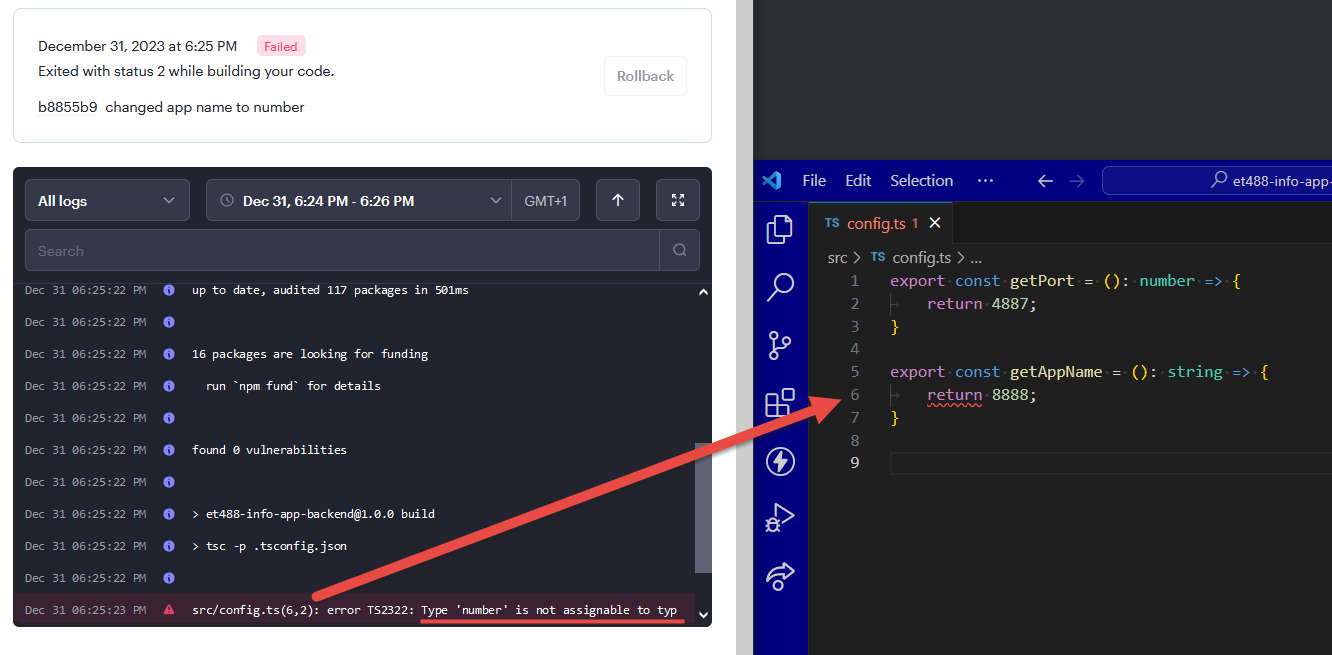 December 31, 2023 at 6:25 PM Failed
Exited with status 2 while building your code.
Rollback
b8855b9 changed app name to number
All logs
Dec 31, 6:24 PM - 6:26 PM
GMT+1
Search
Dec 31 06:25:22 PM up to date, audited 117 packages in 501ms
Dec 31 06:25:22 PM
Dec 31 06:25:22 PM 16 packages are looking for funding
Dec 31 06:25:22 PM run `npm fund` for details
Dec 31 06:25:22 PM
Dec 31 06:25:22 PM found 0 vulnerabilities
Dec 31 06:25:22 PM
Dec 31 06:25:22 PM > et488-info-app-backend@1.0.0 build
Dec 31 06:25:22 PM > tsc -p .tsconfig.json
Dec 31 06:25:22 PM
Dec 31 06:25:23 PM src/config.ts(6,2): error TS2322: Type 'number' is not assignable to typ
File Edit Selection ···
et488-info-app-
TS config.ts 1
src > TS config.ts > ...
1 export const getPort = (): number => {
2 return 4887;
3 }
4
5 export const getAppName = (): string => {
6 return 8888;
7 }
8
9